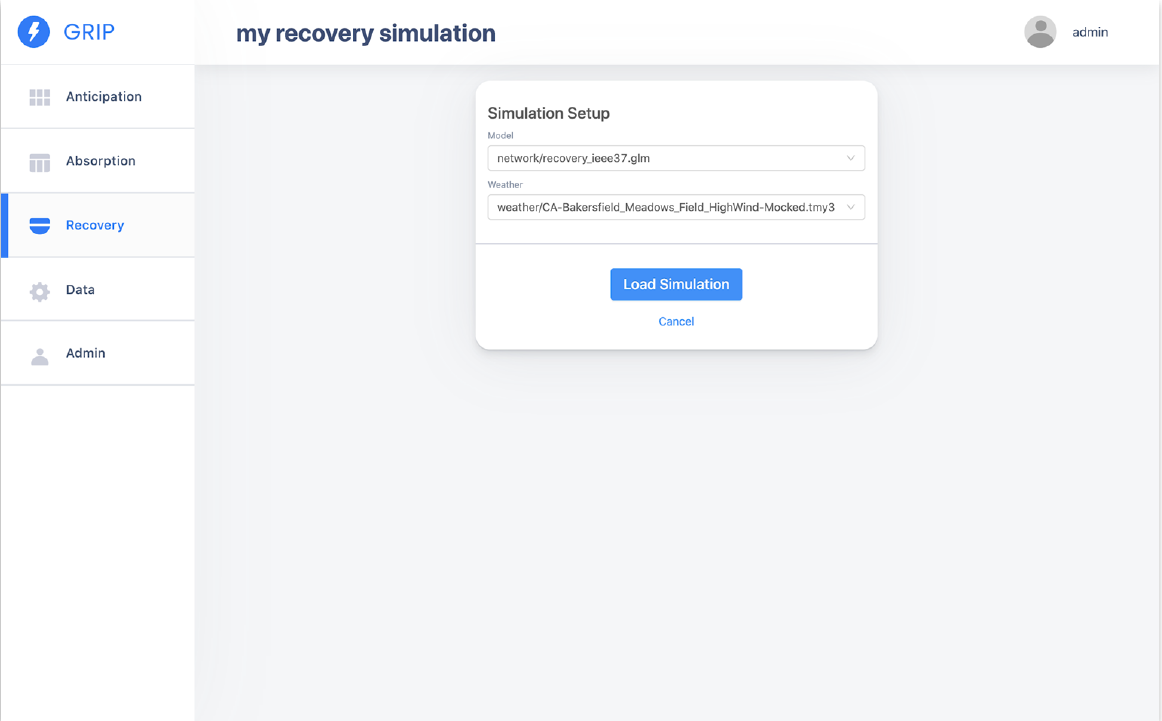 GRIP
my recovery simulation
admin
Anticipation
Absorption
Recovery
Data
Admin
Simulation Setup
Model
network/recovery_ieee37.glm
Weather
weather/CA-Bakersfield_Meadows_Field_HighWind-Mocked.tmy3
Load Simulation
Cancel